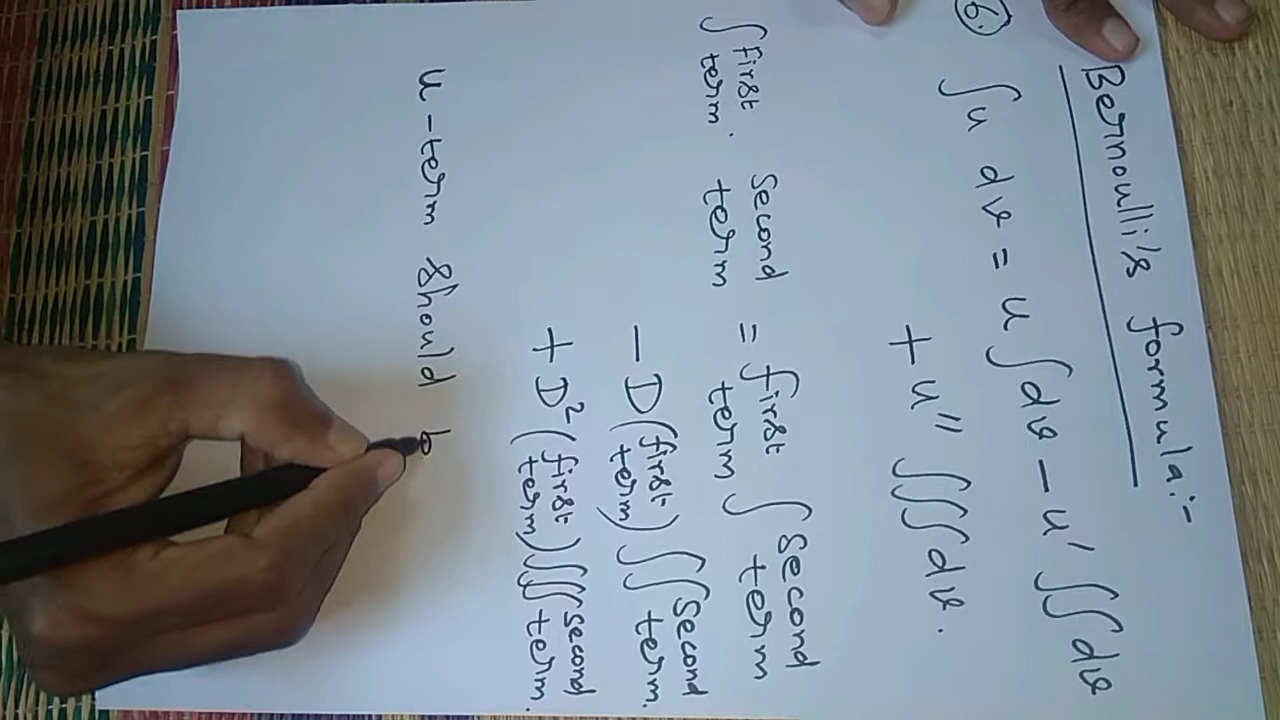 Bernoulli's formula:-
6. ∫u dv = u ∫dv - u' ∫∫dv
+ u'' ∫∫∫dv.
∫ first term . second term = first term ∫ second term
- D(first term) ∫∫ second term.
+ D²(first term) ∫∫∫ second term.
u - term should b